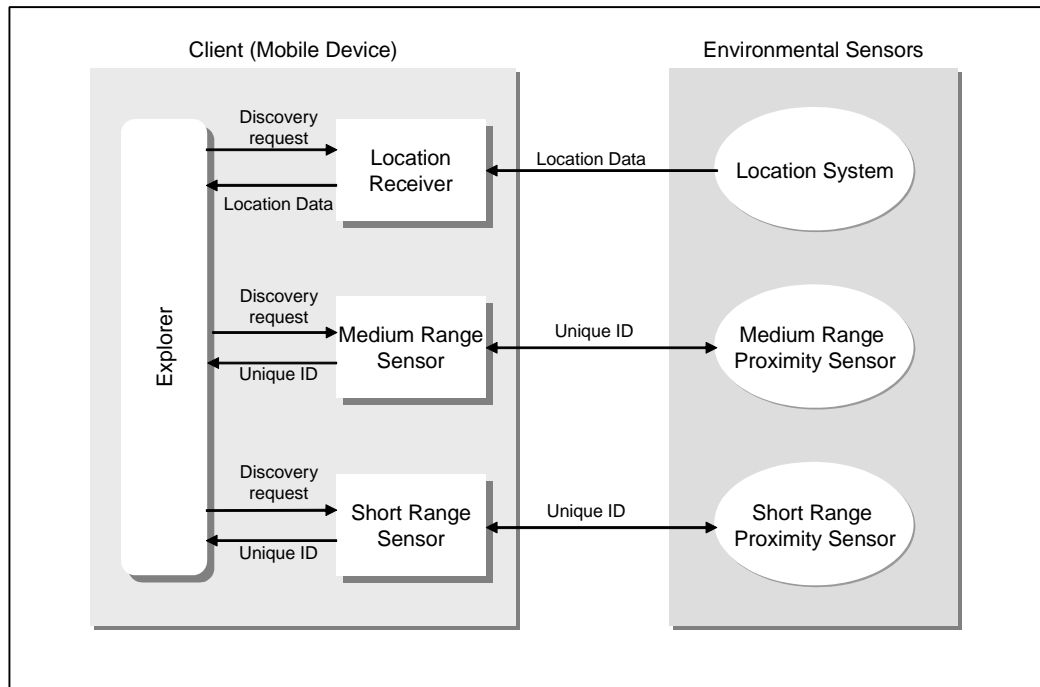 Client (Mobile Device)
Environmental Sensors
Explorer
Discovery
request
Location Data
Location
Receiver
Location Data
Location System
Discovery
request
Unique ID
Medium Range
Sensor
Unique ID
Medium Range
Proximity Sensor
Discovery
request
Unique ID
Short Range
Sensor
Unique ID
Short Range
Proximity Sensor